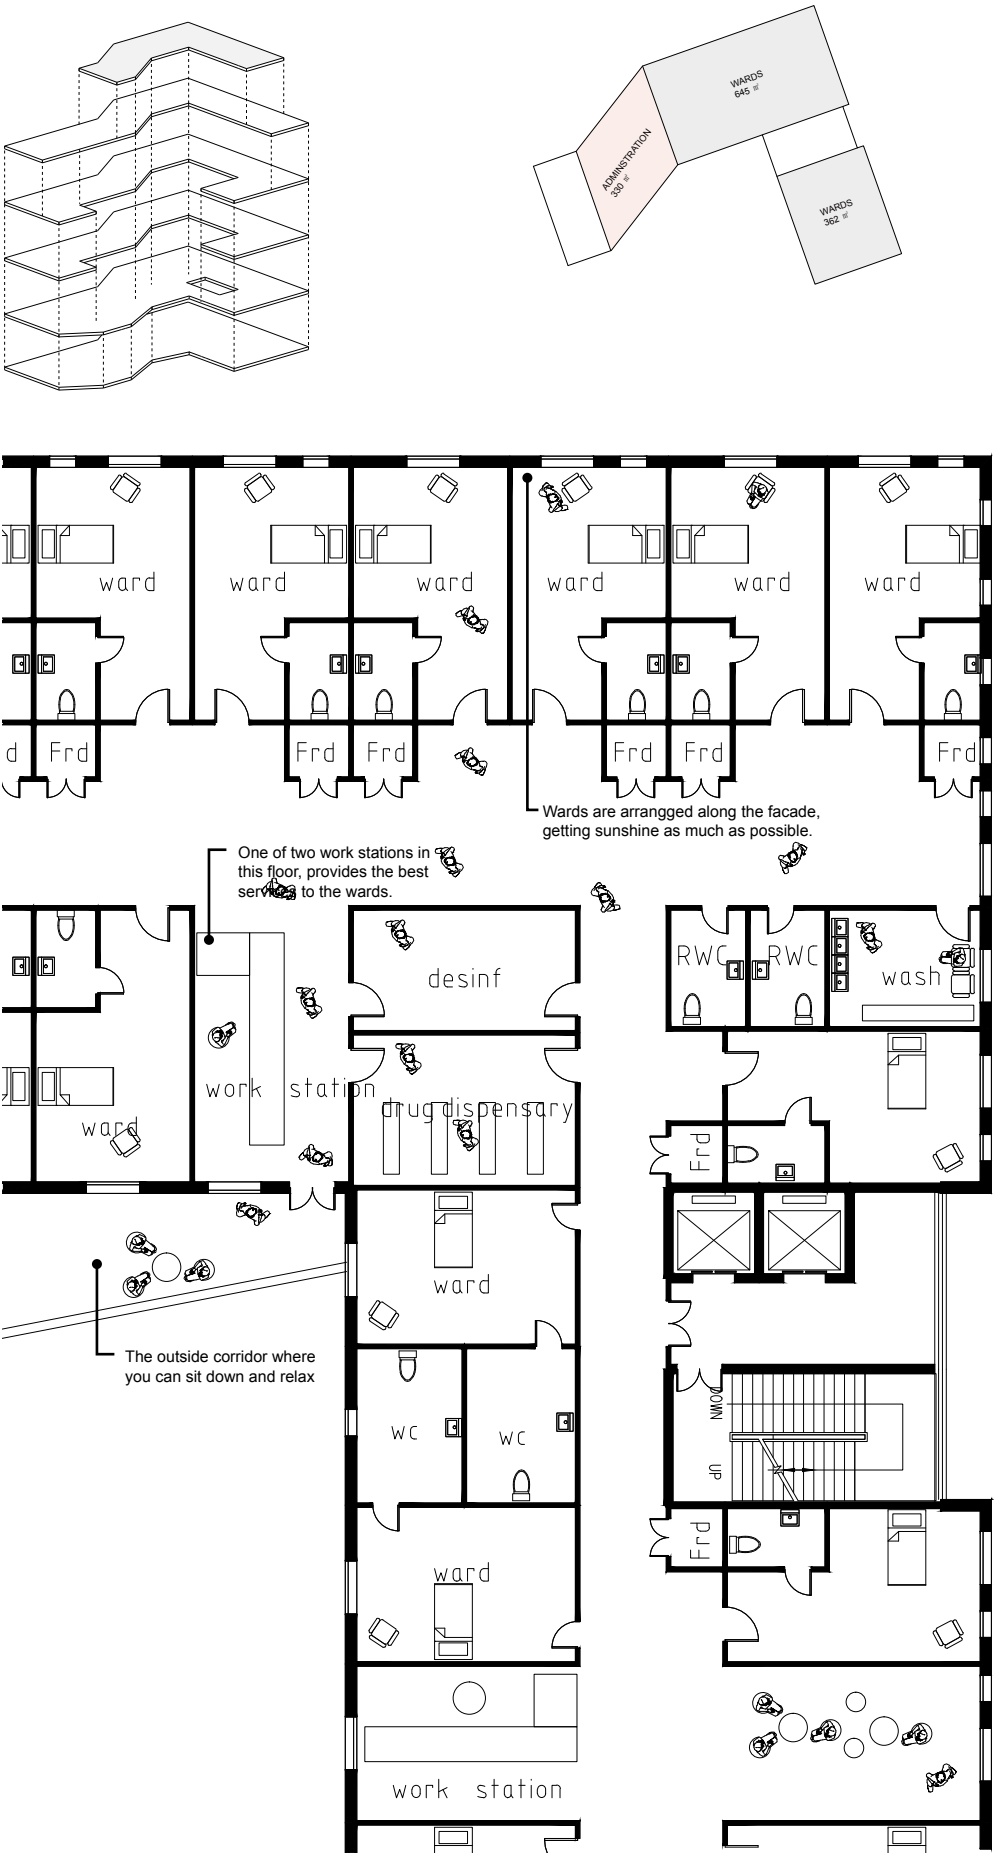 WARDS
645 ㎡
ADMINSTRATION
330 ㎡
WARDS
362 ㎡
ward
ward
ward
ward
ward
ward
d
Frd
Frd
Frd
Frd
Frd
Frd
Wards are arrangged along the facade,
getting sunshine as much as possible.
One of two work stations in
this floor, provides the best
services to the wards.
desinf
RWC
RWC
wash
work station
drug dispensary
ward
Frd
ward
The outside corridor where
you can sit down and relax
wc
wc
DOWN
UP
ward
Frd
work station